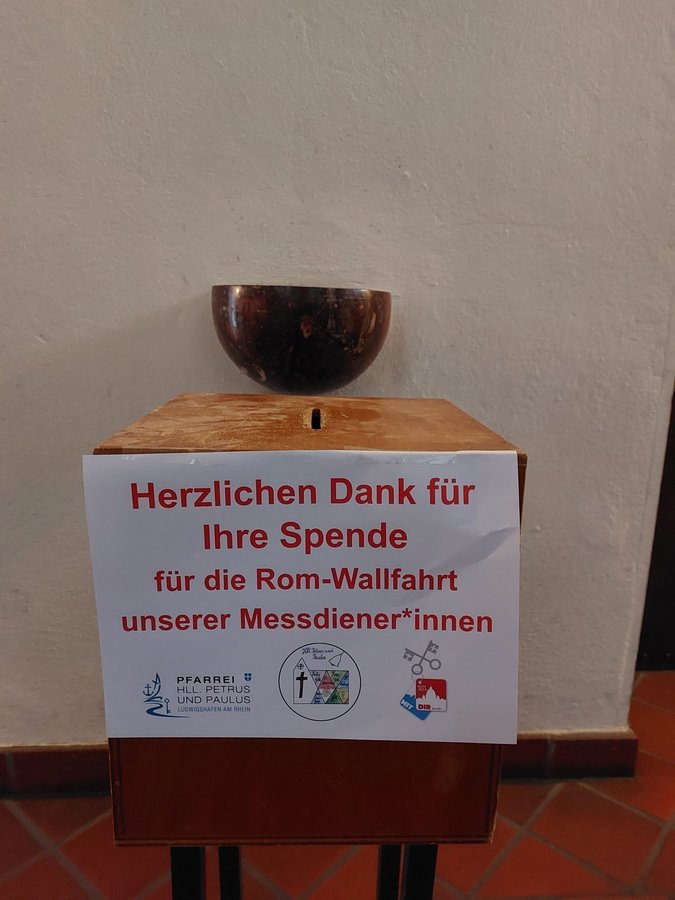 Herzlichen Dank für
Ihre Spende
für die Rom-Wallfahrt
unserer Messdiener*innen
PFARREI
HLL. PETRUS
UND PAULUS
LUDWIGSHAFEN AM RHEIN
MIT
DIR